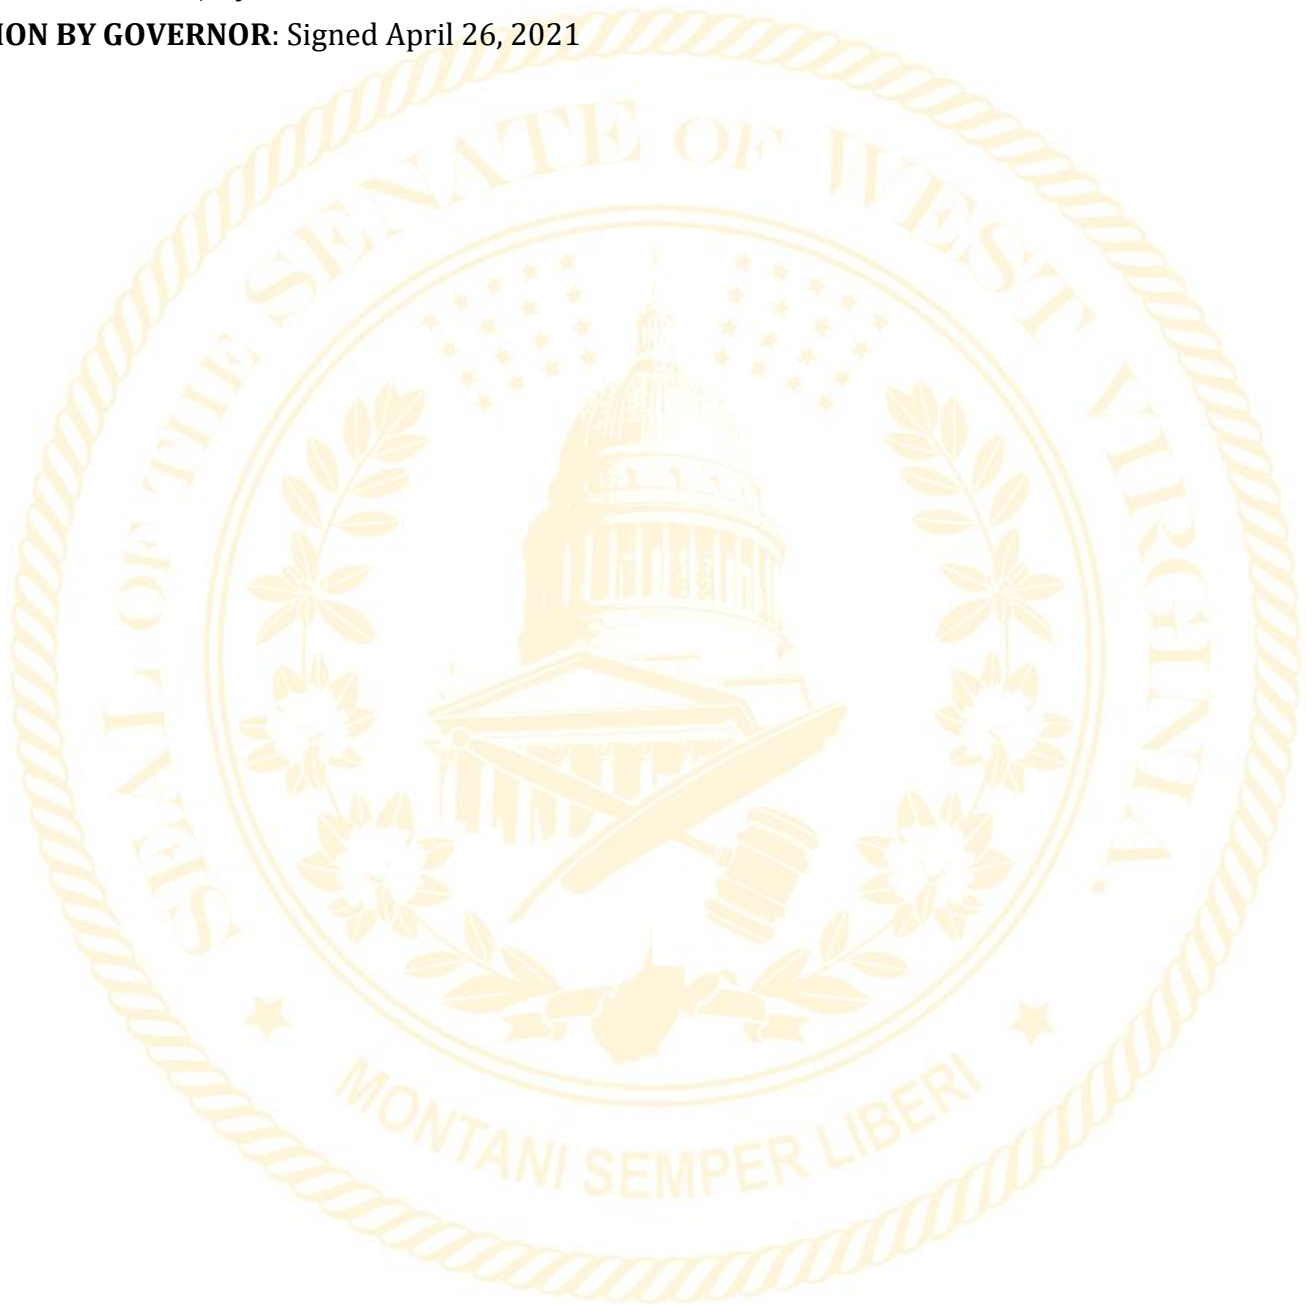 ION BY GOVERNOR: Signed April 26, 2021
SEAL OF THE SENATE OF WEST VIRGINIA
MONTANI SEMPER LIBERI